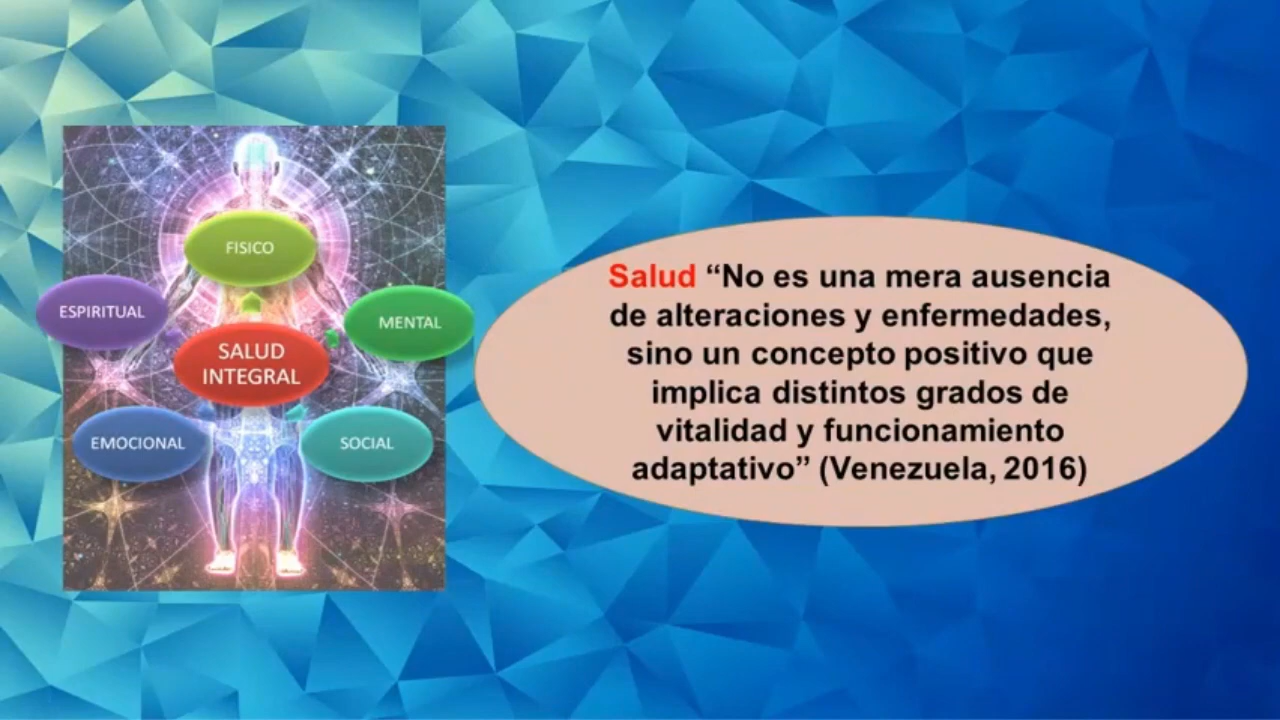 FISICO
ESPIRITUAL
MENTAL
SALUD
INTEGRAL
EMOCIONAL
SOCIAL
Salud “No es una mera ausencia
de alteraciones y enfermedades,
sino un concepto positivo que
implica distintos grados de
vitalidad y funcionamiento
adaptativo” (Venezuela, 2016)